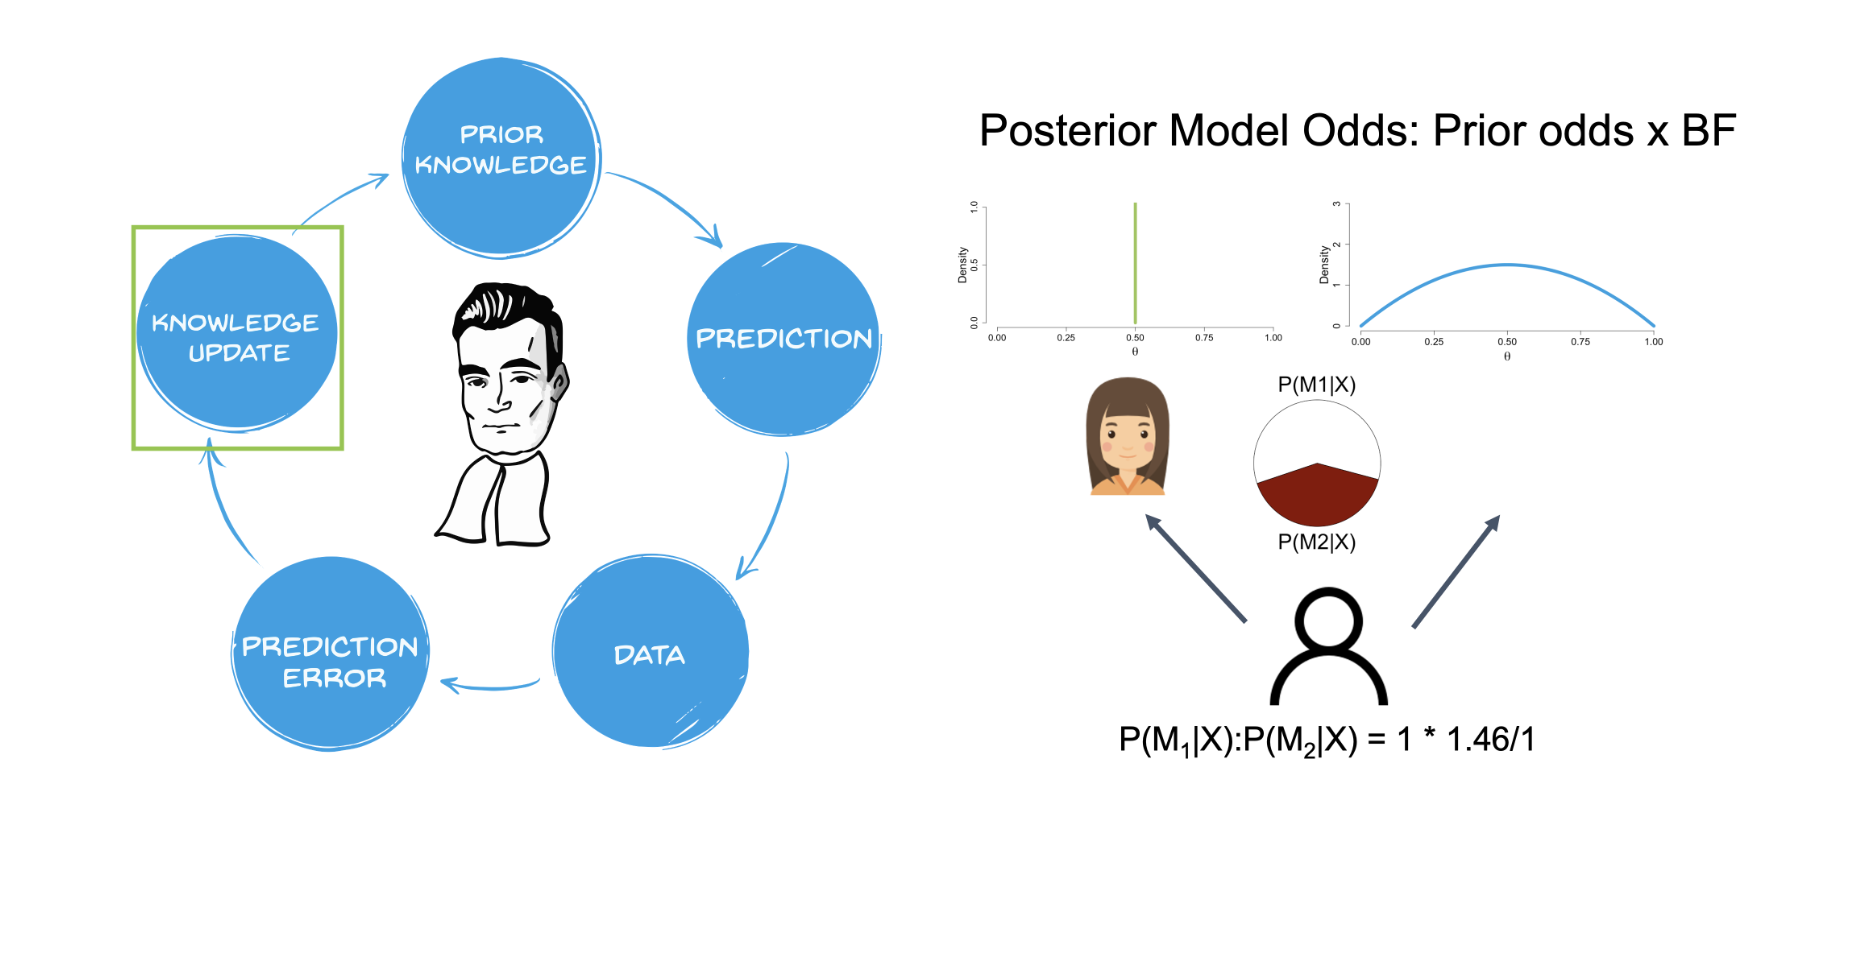 PRIOR
KNOWLEDGE
PREDICTION
DATA
PREDICTION
ERROR
KNOWLEDGE
UPDATE
Posterior Model Odds: Prior odds x BF
Density
1.0
0.5
0.0
0.00 0.25 0.50 0.75 1.00
θ
Density
3
2
1
0
0.00 0.25 0.50 0.75 1.00
θ
P(M1|X)
P(M2|X)
P(M₁|X):P(M₂|X) = 1 * 1.46/1